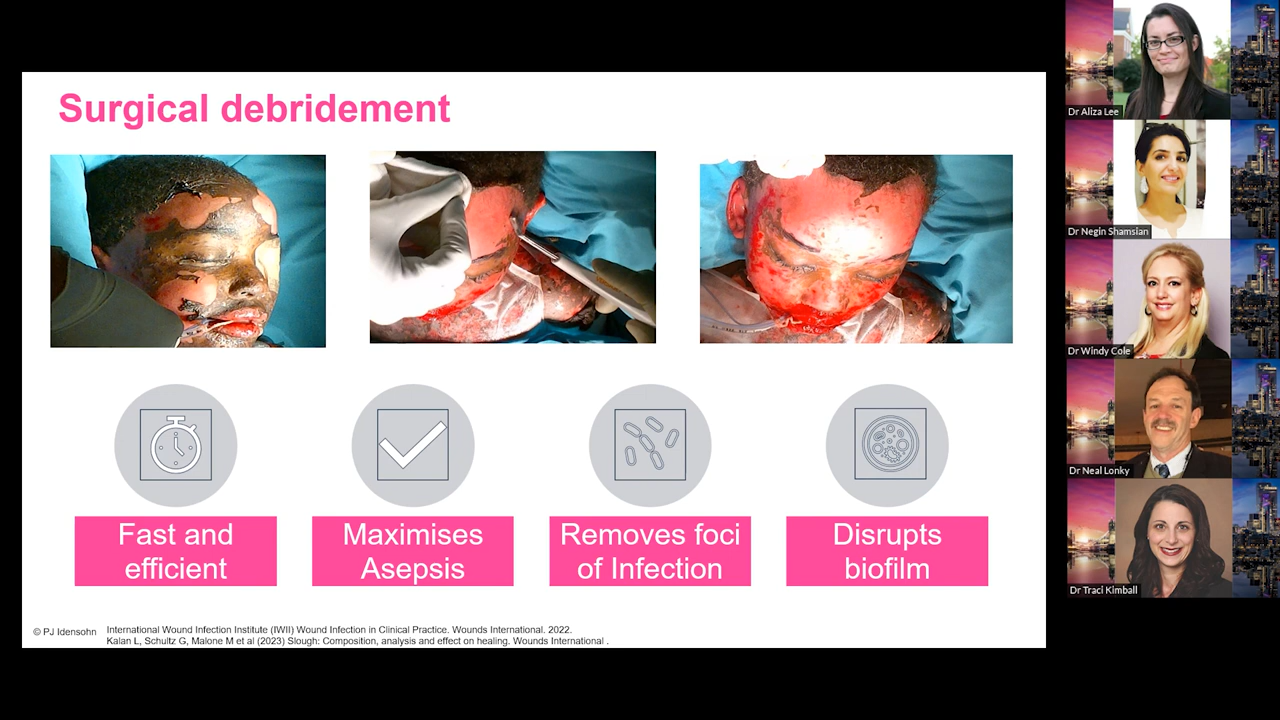 Surgical debridement
Fast and
efficient
Maximises
Asepsis
Removes foci
of Infection
Disrupts
biofilm
© PJ Idensohn
International Wound Infection Institute (IWII) Wound Infection in Clinical Practice. Wounds International. 2022.
Kalan L, Schultz G, Malone M et al (2023) Slough: Composition, analysis and effect on healing. Wounds International .
Dr Aliza Lee
Dr Negin Shamsian
Dr Windy Cole
Dr Neal Lonky
Dr Traci Kimball